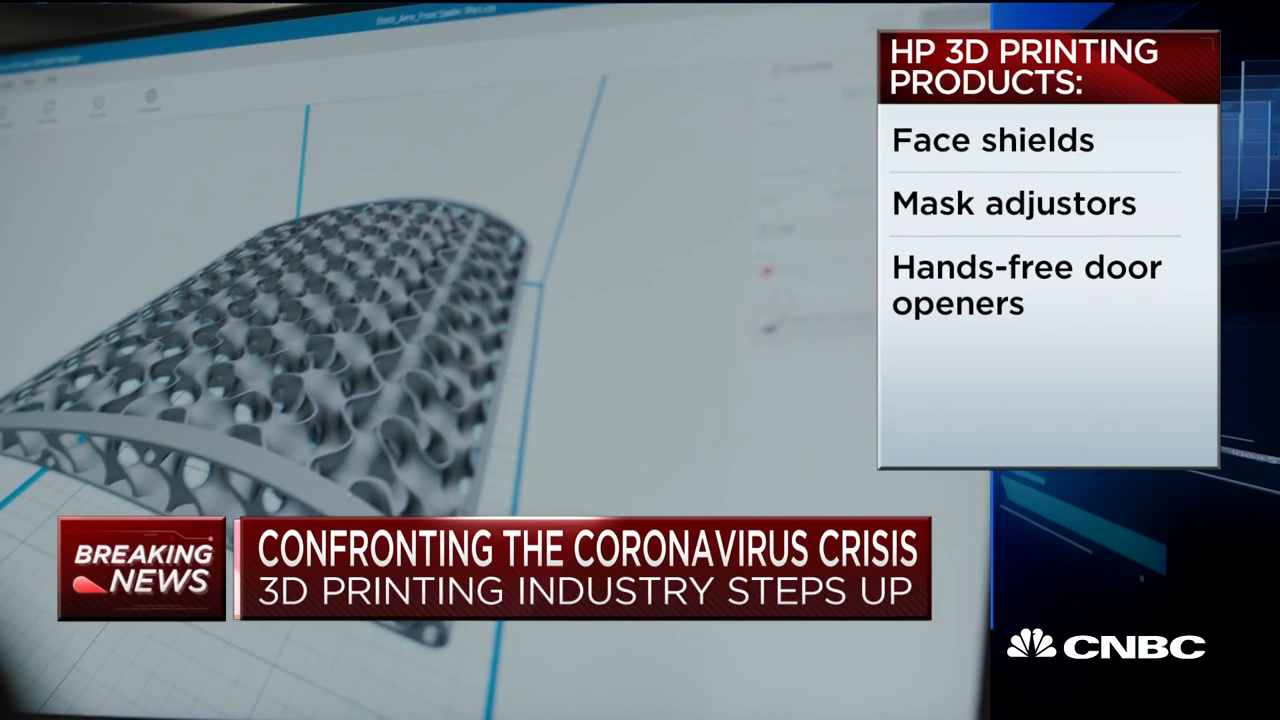 HP 3D PRINTING
PRODUCTS:
Face shields
Mask adjustors
Hands-free door
openers
BREAKING
NEWS
CONFRONTING THE CORONAVIRUS CRISIS
3D PRINTING INDUSTRY STEPS UP
CNBC